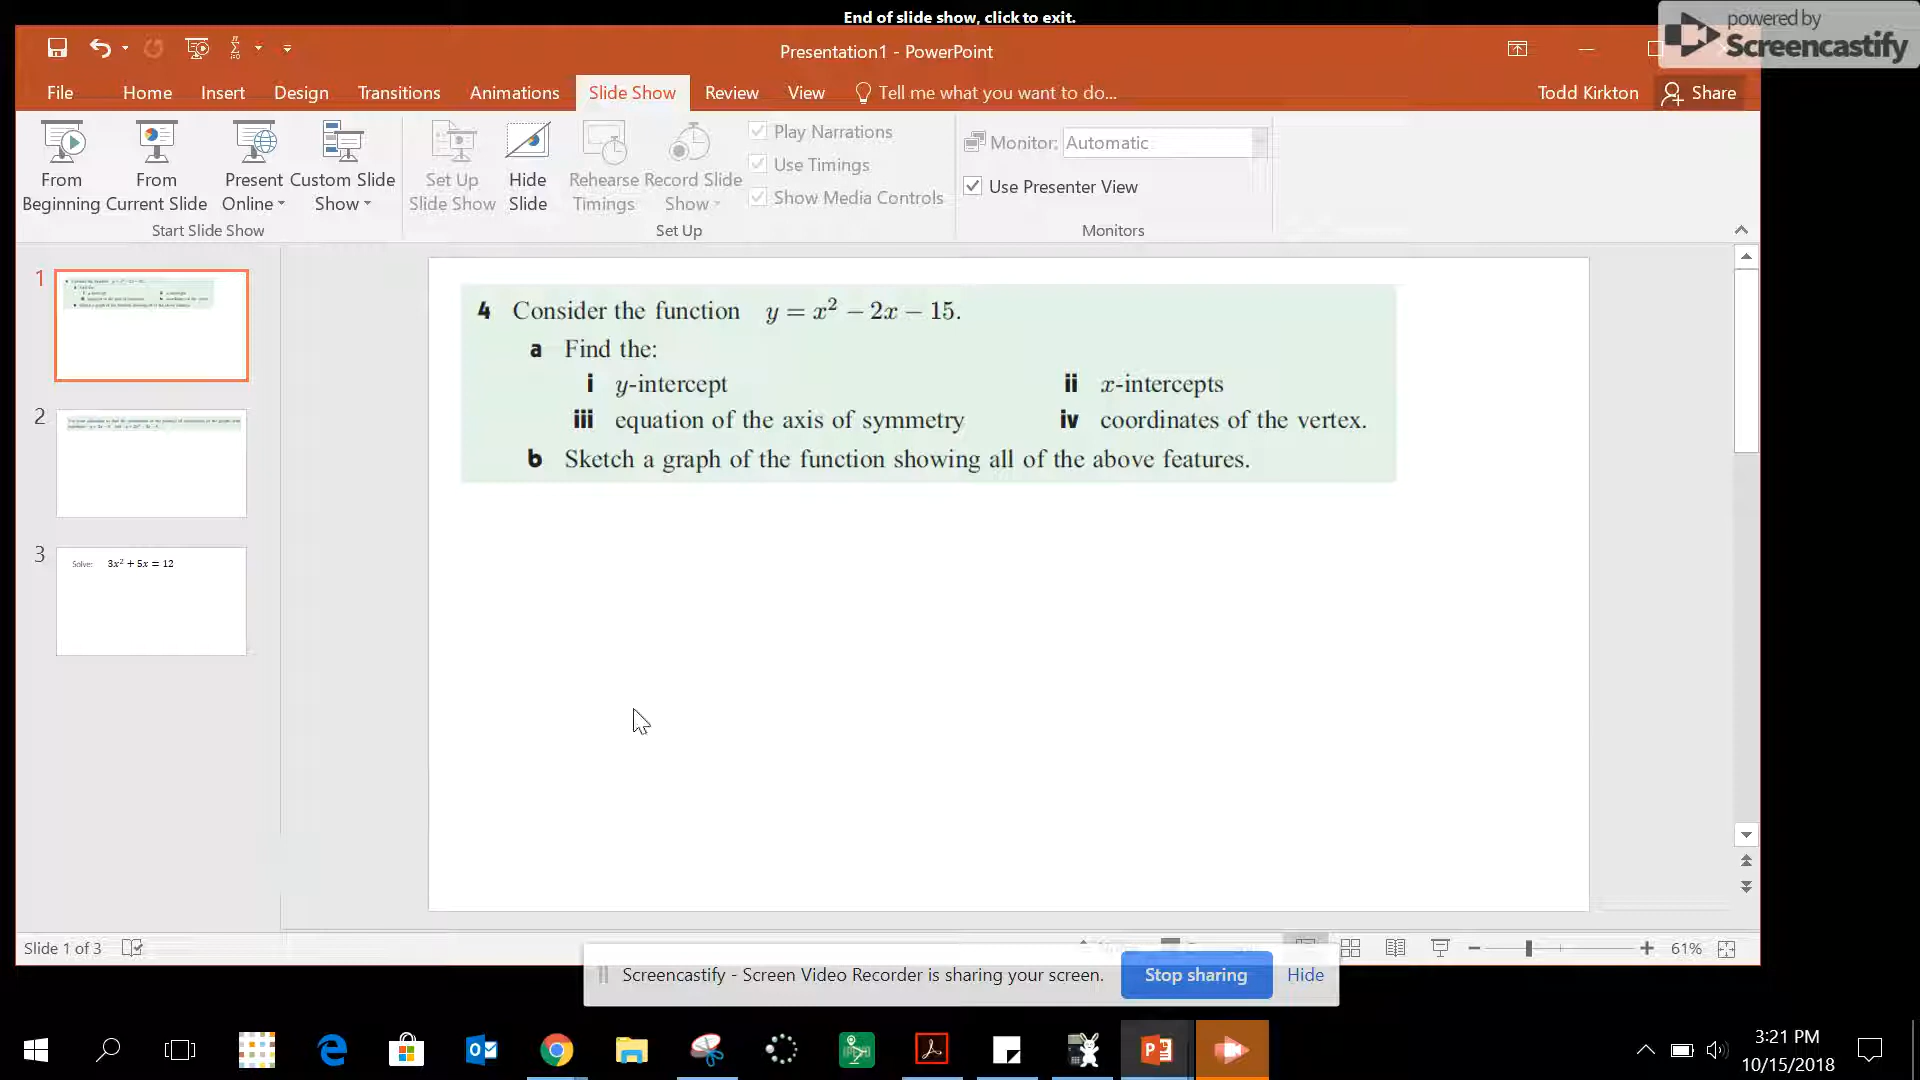 End of slide show, click to exit.
powered by
Screencastify
Presentation1 - PowerPoint
File Home Insert Design Transitions Animations Slide Show Review View Tell me what you want to do... Todd Kirkton Share
From Beginning
From Current Slide
Present Online
Custom Slide Show
Start Slide Show
Set Up Slide Show
Hide Slide
Rehearse Timings
Record Slide Show
Play Narrations
Use Timings
Show Media Controls
Set Up
Monitor: Automatic
Use Presenter View
Monitors
1
2
3
Solve: 3x² + 5x = 12
4 Consider the function y = x² − 2x − 15.
a Find the:
i y-intercept ii x-intercepts
iii equation of the axis of symmetry iv coordinates of the vertex.
b Sketch a graph of the function showing all of the above features.
Slide 1 of 3
61%
Screencastify - Screen Video Recorder is sharing your screen. Stop sharing Hide
3:21 PM
10/15/2018